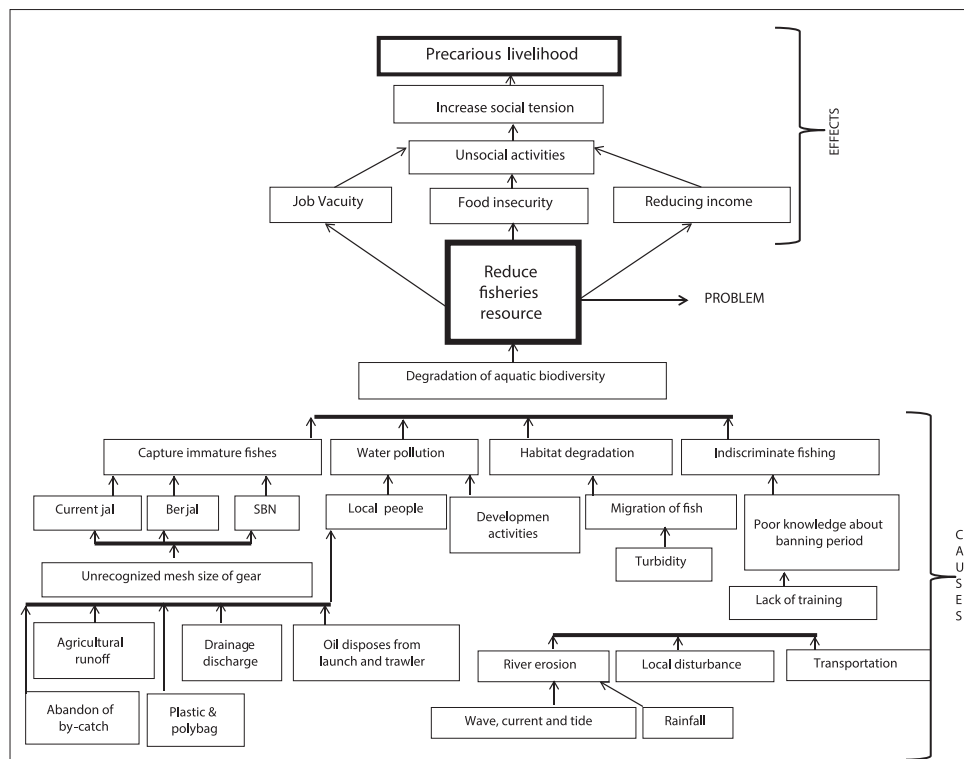 Precarious livelihood
Increase social tension
Unsocial activities
Job Vacuity
Food insecurity
Reducing income
EFFECTS
Reduce
fisheries
resource
PROBLEM
Degradation of aquatic biodiversity
Capture immature fishes
Water pollution
Habitat degradation
Indiscriminate fishing
Current jal
Berjal
SBN
Local people
Developmen
activities
Migration of fish
Poor knowledge about
banning period
Turbidity
Unrecognized mesh size of gear
Lack of training
CAUSES
Agricultural
runoff
Drainage
discharge
Oil disposes from
launch and trawler
River erosion
Local disturbance
Transportation
Abandon of
by-catch
Plastic &
polybag
Wave, current and tide
Rainfall